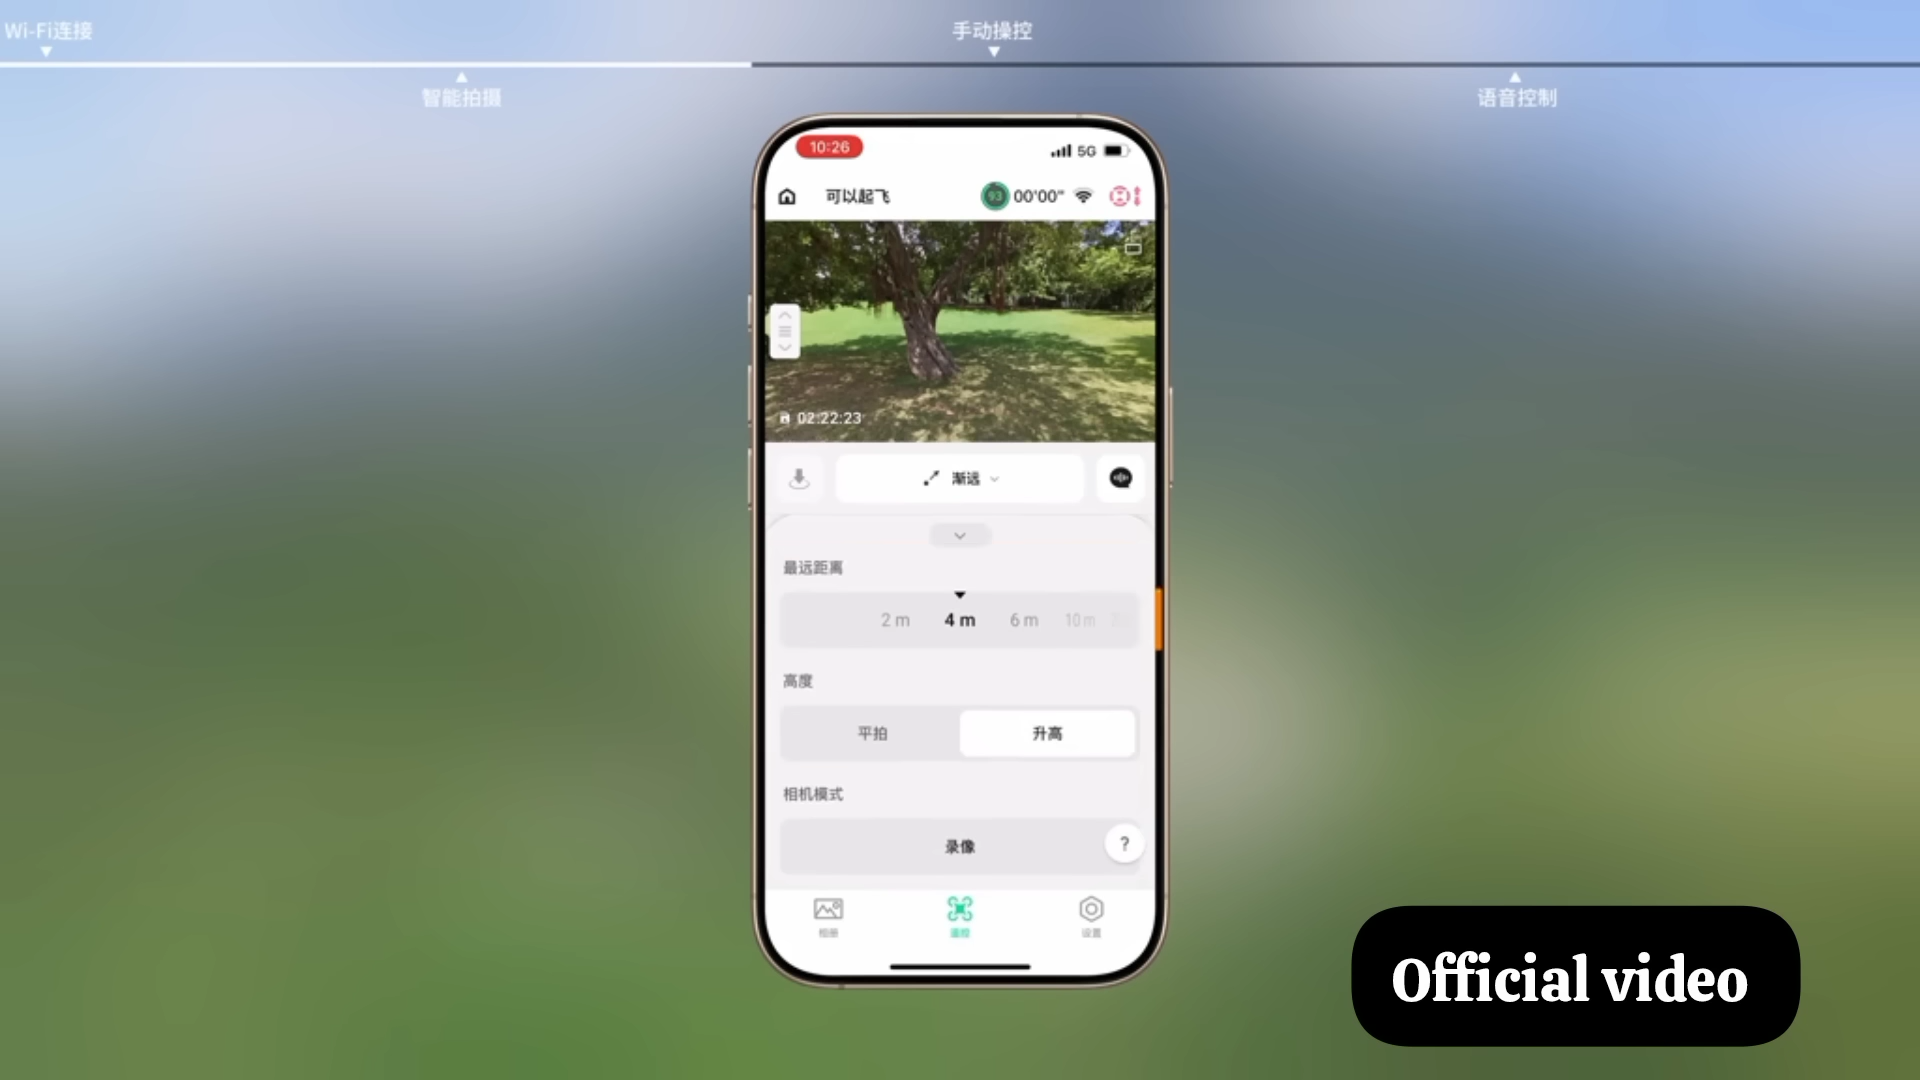 Wi-Fi连接
手动操控
智能拍摄
语音控制
10:26
5G
可以起飞
93
00'00"
02:22:23
渐远
最远距离
2 m
4 m
6 m
10 m
高度
平拍
升高
相机模式
录像
?
相册
遥控
设置
Official video